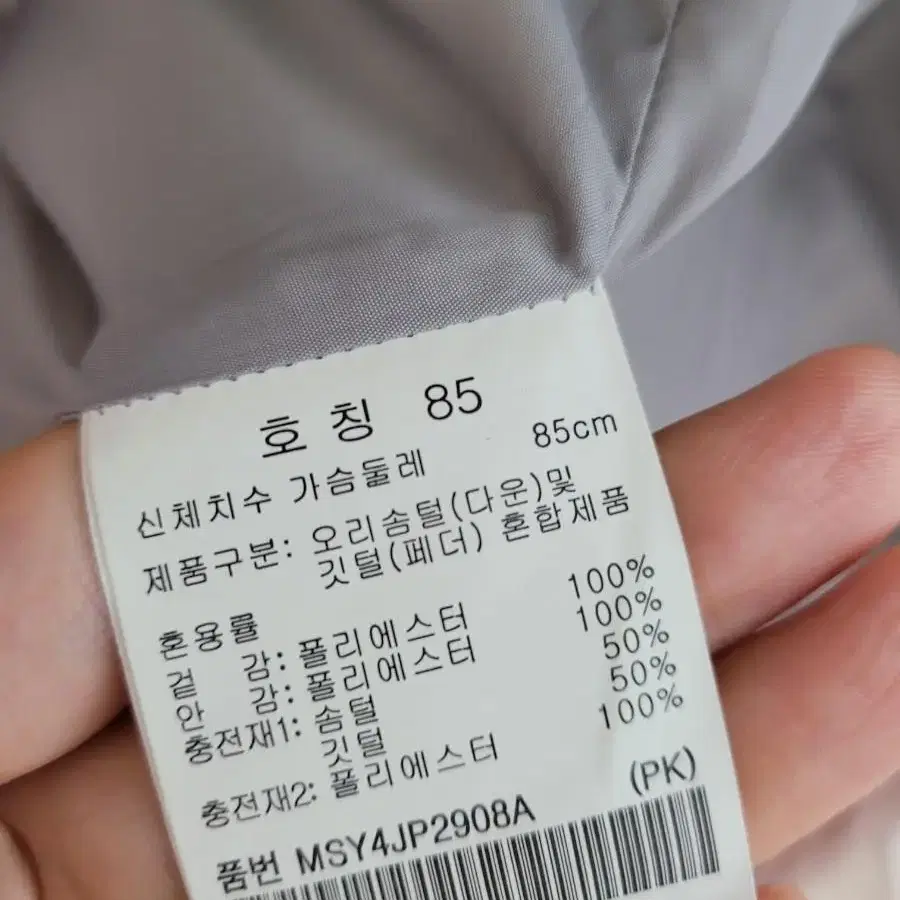 호 칭 85
신체치수 가슴둘레 85cm
제품구분: 오리솜털(다운)및
깃털(페더) 혼합제품
혼용률
겉 감: 폴리에스터 100%
안 감: 폴리에스터 100%
충전재1: 솜털 50%
깃털 50%
충전재2: 폴리에스터 100%
(PK)
품번 MSY4JP2908A